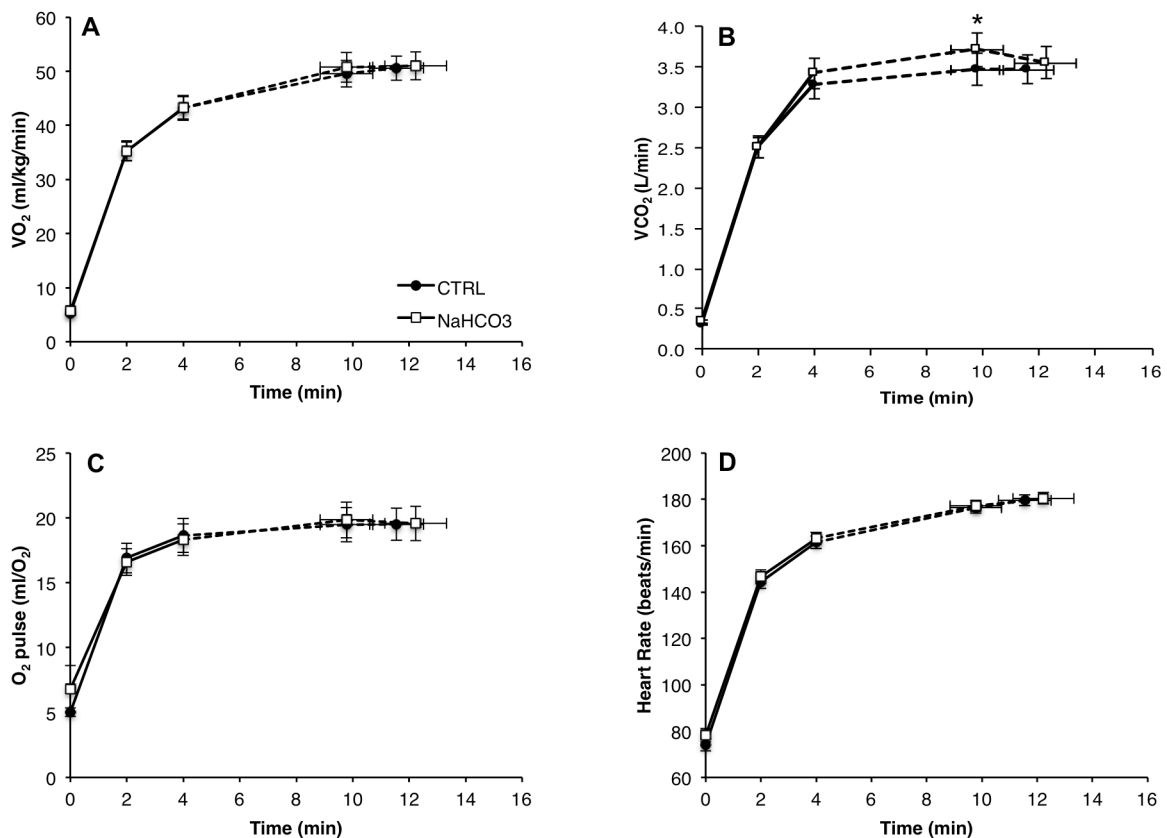 A
60
50
40
30
20
10
0
VO2 (ml/kg/min)
CTRL
NaHCO3
0 2 4 6 8 10 12 14 16
Time (min)
B
*
4.0
3.5
3.0
2.5
2.0
1.5
1.0
0.5
0.0
VCO2 (L/min)
0 2 4 6 8 10 12 14 16
Time (min)
C
25
20
15
10
5
0
O2 pulse (ml/O2)
0 2 4 6 8 10 12 14 16
Time (min)
D
200
180
160
140
120
100
80
60
Heart Rate (beats/min)
0 2 4 6 8 10 12 14 16
Time (min)